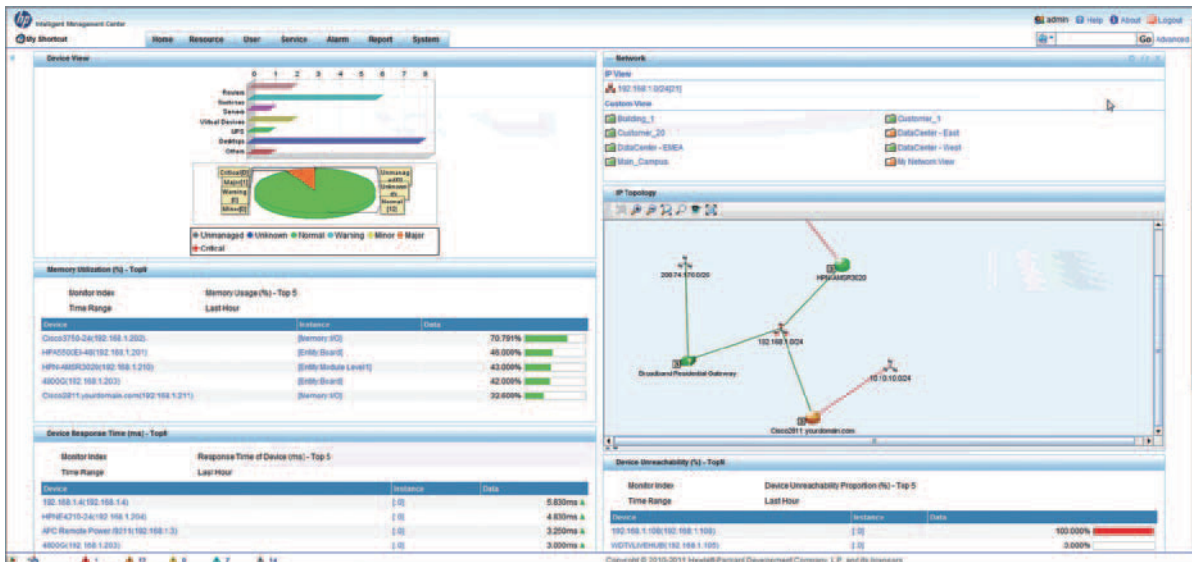 hp Intelligent Management Center
admin Help About Logout
My Shortcut
Home Resource User Service Alarm Report System
Go Advanced
Device View
0 1 2 3 4 5 6 7 8
Routers
Switches
Servers
Virtual Devices
UPS
Desktops
Others
Critical[0]
Major[1]
Warning
Minor[0]
Normal
[12]
Unmanaged Unknown Normal Warning Minor Major
Critical
Memory Utilization (%) - TopN
Monitor Index Memory Usage(%) - Top 5
Time Range Last Hour
Device Instance Data
Cisco3750-24(192.168.1.202) [Memory:I/O] 70.791%
HPA5500EI-48(192.168.1.201) [Entity:Board] 46.000%
HPN-AMSR3020(192.168.1.210) [Entity:Module Level1] 43.000%
4800G(192.168.1.203) [Entity:Board] 42.000%
Cisco2811.yourdomain.com(192.168.1.211) [Memory:I/O] 32.600%
Device Response Time (ms) - TopN
Monitor Index Response Time of Device (ms) - Top 5
Time Range Last Hour
Device Instance Data
192.168.1.4(192.168.1.4) [:0] 5.830ms
HPNE4210-24(192.168.1.204) [:0] 4.830ms
APC Remote Power (192.168.1.3) [:0] 3.250ms
4800G(192.168.1.203) [:0] 3.000ms
Network
IP View
192.168.1.0/24[21]
Custom View
Building_1 Customer_1
Customer_20 DataCenter - East
DataCenter - EMEA DataCenter - West
Main_Campus My Network View
IP Topology
HPN-AMSR3020
192.168.1.0/24
Broadband Residential Gateway
10.10.10.0/24
Cisco2811.yourdomain.com
Device Unreachability (%) - TopN
Monitor Index Device Unreachability Proportion (%) - Top 5
Time Range Last Hour
Device Instance Data
192.168.1.108(192.168.1.108) [:0] 100.000%
WDTVLIVEHUB(192.168.1.105) [:0] 3.000%
Copyright © 2010-2011 Hewlett-Packard Development Company, L.P. and its licensors